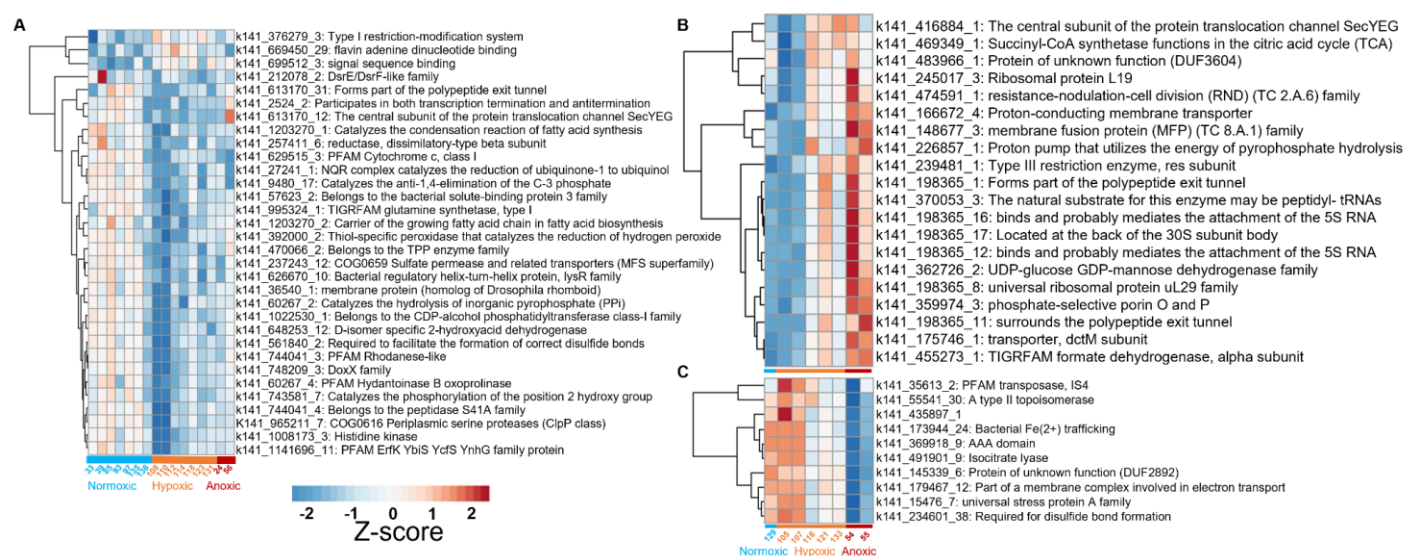 A
k141_376279_3: Type I restriction-modification system
k141_669450_29: flavin adenine dinucleotide binding
k141_699512_3: signal sequence binding
k141_212078_2: DsrE/DsrF-like family
k141_613170_31: Forms part of the polypeptide exit tunnel
k141_2524_2: Participates in both transcription termination and antitermination
k141_613170_12: The central subunit of the protein translocation channel SecYEG
k141_1203270_1: Catalyzes the condensation reaction of fatty acid synthesis
k141_257411_6: reductase, dissimilatory-type beta subunit
k141_629515_3: PFAM Cytochrome c, class I
k141_27241_1: NQR complex catalyzes the reduction of ubiquinone-1 to ubiquinol
k141_9480_17: Catalyzes the anti-1,4-elimination of the C-3 phosphate
k141_57623_2: Belongs to the bacterial solute-binding protein 3 family
k141_995324_1: TIGRFAM glutamine synthetase, type I
k141_1203270_2: Carrier of the growing fatty acid chain in fatty acid biosynthesis
k141_392000_2: Thiol-specific peroxidase that catalyzes the reduction of hydrogen peroxide
k141_470066_2: Belongs to the TPP enzyme family
k141_237243_12: COG0659 Sulfate permease and related transporters (MFS superfamily)
k141_626670_10: Bacterial regulatory helix-turn-helix protein, lysR family
k141_36540_1: membrane protein (homolog of Drosophila rhomboid)
k141_60267_2: Catalyzes the hydrolysis of inorganic pyrophosphate (PPi)
k141_1022530_1: Belongs to the CDP-alcohol phosphatidyltransferase class-I family
k141_648253_12: D-isomer specific 2-hydroxyacid dehydrogenase
k141_561840_2: Required to facilitate the formation of correct disulfide bonds
k141_744041_3: PFAM Rhodanese-like
k141_748209_3: DoxX family
k141_60267_4: PFAM Hydantoinase B oxoprolinase
k141_743581_7: Catalyzes the phosphorylation of the position 2 hydroxy group
k141_744041_4: Belongs to the peptidase S41A family
K141_965211_7: COG0616 Periplasmic serine proteases (ClpP class)
k141_1008173_3: Histidine kinase
k141_1141696_11: PFAM ErfK YbiS YcfS YnhG family protein
Normoxic Hypoxic Anoxic
-2 -1 0 1 2
Z-score
B
k141_416884_1: The central subunit of the protein translocation channel SecYEG
k141_469349_1: Succinyl-CoA synthetase functions in the citric acid cycle (TCA)
k141_483966_1: Protein of unknown function (DUF3604)
k141_245017_3: Ribosomal protein L19
k141_474591_1: resistance-nodulation-cell division (RND) (TC 2.A.6) family
k141_166672_4: Proton-conducting membrane transporter
k141_148677_3: membrane fusion protein (MFP) (TC 8.A.1) family
k141_226857_1: Proton pump that utilizes the energy of pyrophosphate hydrolysis
k141_239481_1: Type III restriction enzyme, res subunit
k141_198365_1: Forms part of the polypeptide exit tunnel
k141_370053_3: The natural substrate for this enzyme may be peptidyl- tRNAs
k141_198365_16: binds and probably mediates the attachment of the 5S RNA
k141_198365_17: Located at the back of the 30S subunit body
k141_198365_12: binds and probably mediates the attachment of the 5S RNA
k141_362726_2: UDP-glucose GDP-mannose dehydrogenase family
k141_198365_8: universal ribosomal protein uL29 family
k141_359974_3: phosphate-selective porin O and P
k141_198365_11: surrounds the polypeptide exit tunnel
k141_175746_1: transporter, dctM subunit
k141_455273_1: TIGRFAM formate dehydrogenase, alpha subunit
C
k141_35613_2: PFAM transposase, IS4
k141_55541_30: A type II topoisomerase
k141_435897_1
k141_173944_24: Bacterial Fe(2+) trafficking
k141_369918_9: AAA domain
k141_491901_9: Isocitrate lyase
k141_145339_6: Protein of unknown function (DUF2892)
k141_179467_12: Part of a membrane complex involved in electron transport
k141_15476_7: universal stress protein A family
k141_234601_38: Required for disulfide bond formation
129 105 107 116 121 133 54 55
Normoxic Hypoxic Anoxic